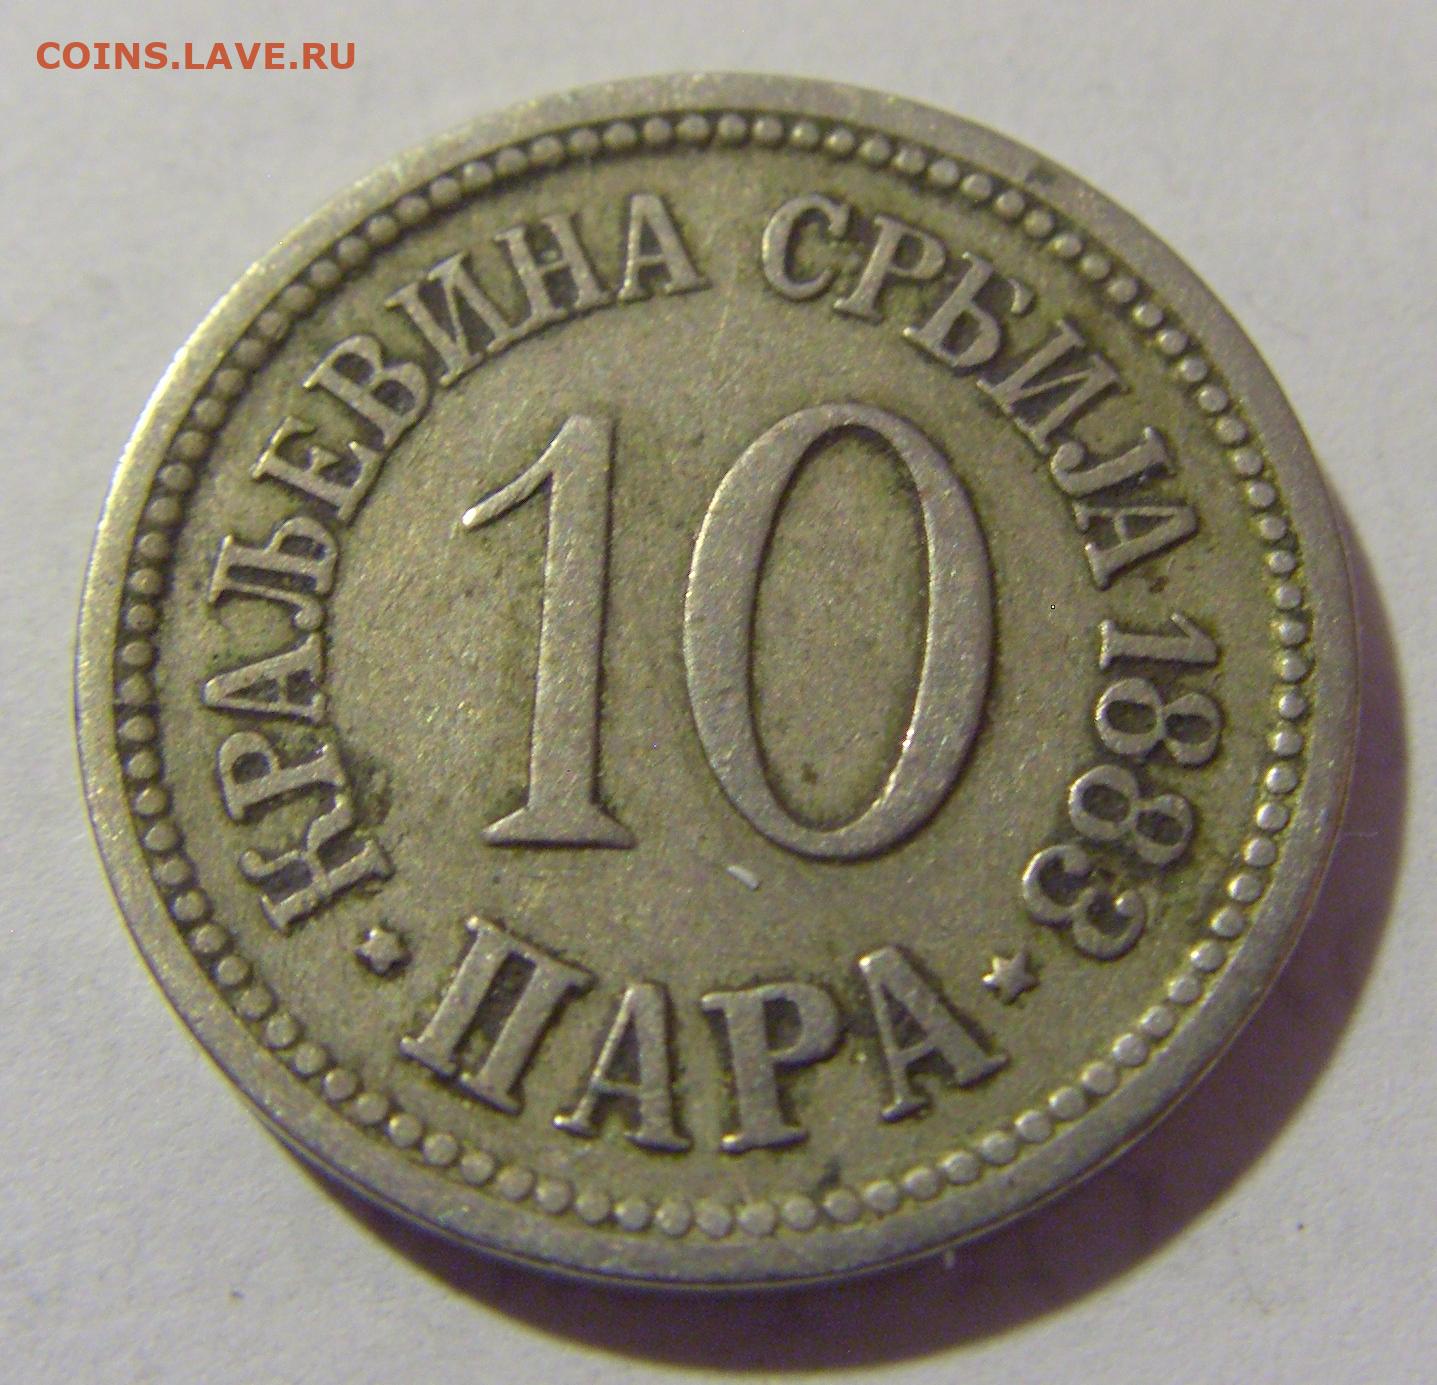 COINS.LAVE.RU
КРАЉЕВИНА СРБИЈА 1883
10
ПАРА